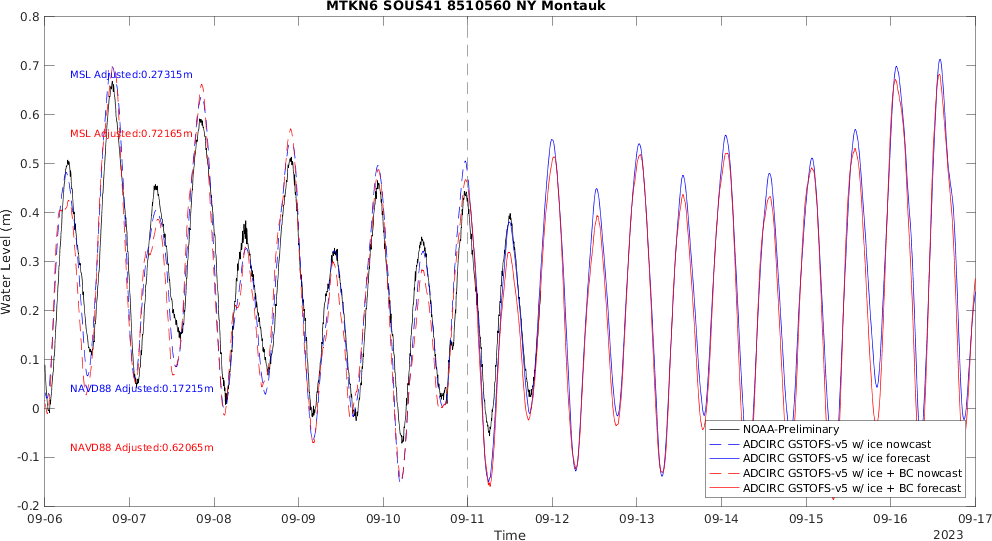 MTKN6 SOUS41 8510560 NY Montauk
0.8
0.7
0.6
0.5
0.4
0.3
0.2
0.1
0
-0.1
-0.2
Water Level (m)
MSL Adjusted:0.27315m
MSL Adjusted:0.72165m
NAVD88 Adjusted:0.17215m
NAVD88 Adjusted:0.62065m
NOAA-Preliminary
ADCIRC GSTOFS-v5 w/ ice nowcast
ADCIRC GSTOFS-v5 w/ ice forecast
ADCIRC GSTOFS-v5 w/ ice + BC nowcast
ADCIRC GSTOFS-v5 w/ ice + BC forecast
09-06 09-07 09-08 09-09 09-10 09-11 09-12 09-13 09-14 09-15 09-16 09-17
Time
2023